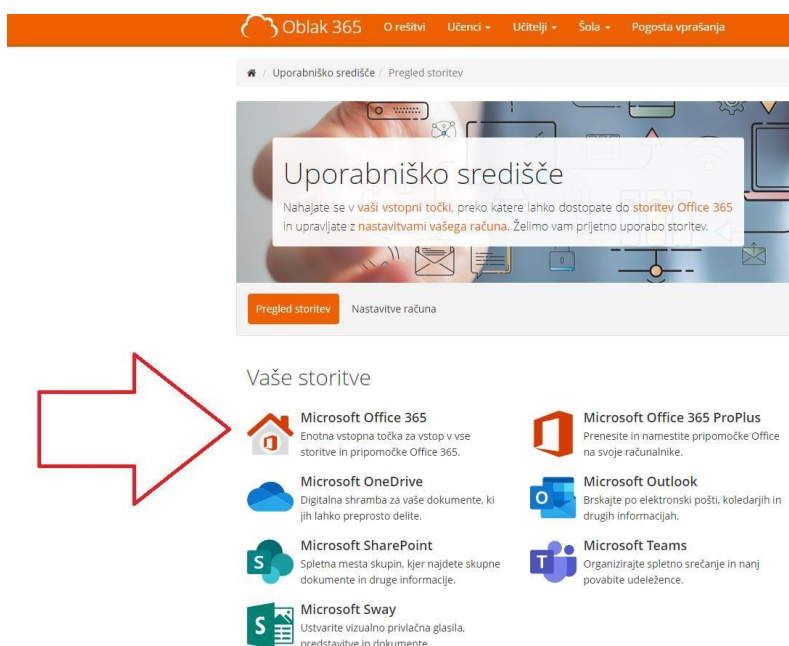 Oblak 365 O rešitvi Učenci Učitelji Šola Pogosta vprašanja
/ Uporabniško središče / Pregled storitev
Uporabniško središče
Nahajate se v vaši vstopni točki, preko katere lahko dostopate do storitev Office 365
in upravljate z nastavitvami vašega računa. Želimo vam prijetno uporabo storitev.
Pregled storitev Nastavitve računa
Vaše storitve
Microsoft Office 365
Enotna vstopna točka za vstop v vse
storitve in pripomočke Office 365.
Microsoft Office 365 ProPlus
Prenesite in namestite pripomočke Office
na svoje računalnike.
Microsoft OneDrive
Digitalna shramba za vaše dokumente, ki
jih lahko preprosto delite.
Microsoft Outlook
Brskajte po elektronski pošti, koledarjih in
drugih informacijah.
Microsoft SharePoint
Spletna mesta skupin, kjer najdete skupne
dokumente in druge informacije.
Microsoft Teams
Organizirajte spletno srečanje in nanj
povabite udeležence.
Microsoft Sway
Ustvarite vizualno privlačna glasila,
predstavitve in dokumente.